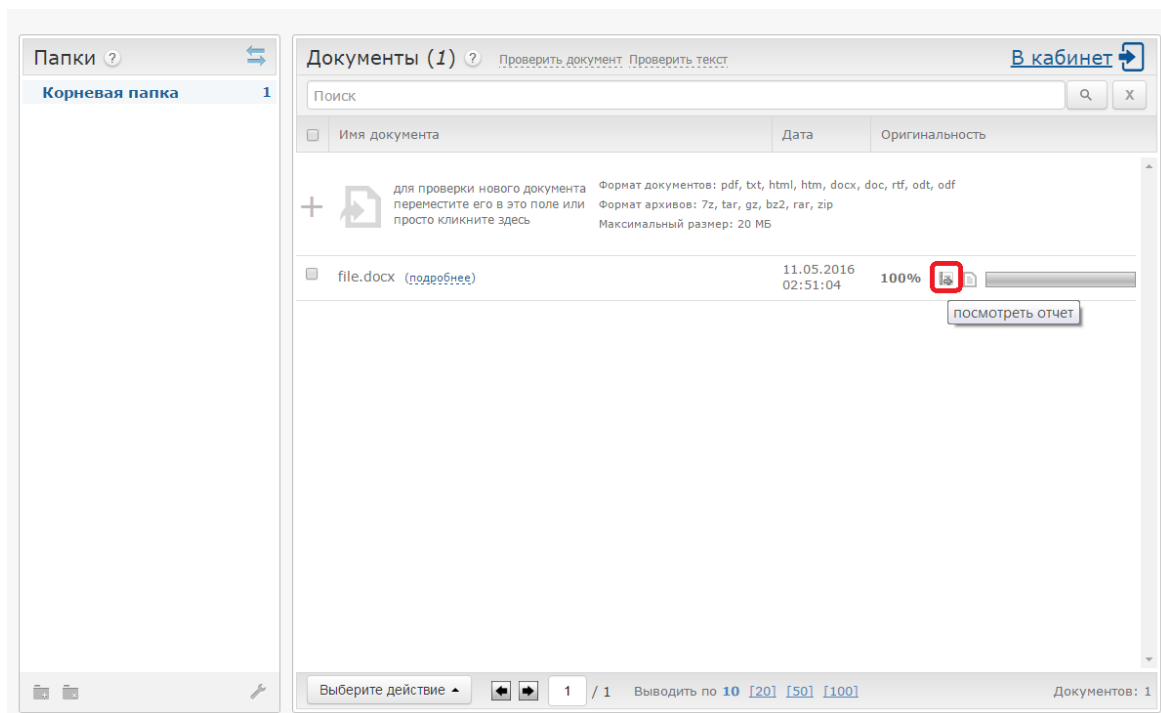 Папки ?
Корневая папка 1
Документы (1) ? Проверить документ Проверить текст В кабинет
Поиск X
Имя документа Дата Оригинальность
для проверки нового документа
переместите его в это поле или
просто кликните здесь
Формат документов: pdf, txt, html, htm, docx, doc, rtf, odt, odf
Формат архивов: 7z, tar, gz, bz2, rar, zip
Максимальный размер: 20 МБ
file.docx (подробнее) 11.05.2016
02:51:04
100%
посмотреть отчет
Выберите действие 1 / 1 Выводить по 10 [20] [50] [100] Документов: 1